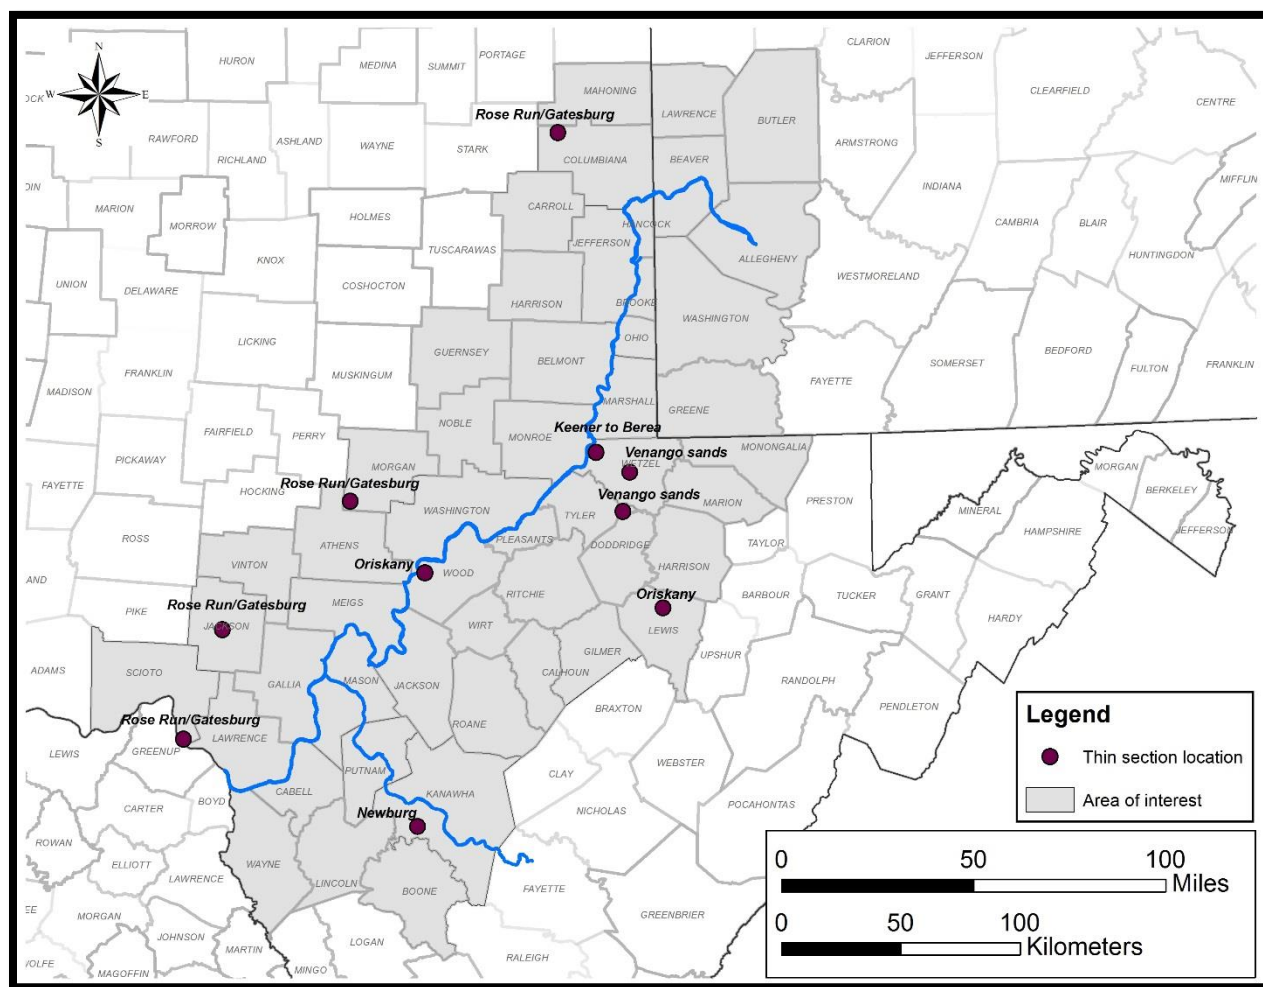 N
W
E
S
HURON
MEDINA
SUMMIT
PORTAGE
CLARION
JEFFERSON
CLEARFIELD
CENTRE
OCK
MAHONING
LAWRENCE
BUTLER
Rose Run/Gatesburg
RAWFORD
ASHLAND
WAYNE
STARK
RICHLAND
COLUMBIANA
BEAVER
ARMSTRONG
INDIANA
MIFFLIN
DIN
MARION
MORROW
HOLMES
CARROLL
TUSCARAWAS
HANCOCK
JEFFERSON
CAMBRIA
BLAIR
HUNTINGDON
KNOX
ALLEGHENY
WESTMORELAND
UNION
DELAWARE
COSHOCTON
HARRISON
BROOKE
WASHINGTON
LICKING
OHIO
GUERNSEY
BELMONT
SOMERSET
BEDFORD
FULTON
FRANKLIN
FRANKLIN
MUSKINGUM
FAYETTE
MADISON
MARSHALL
GREENE
NOBLE
FAIRFIELD
PERRY
Keener to Berea
MONROE
MONONGALIA
PICKAWAY
MORGAN
WETZEL
Venango sands
MORGAN
FAYETTE
HOCKING
Rose Run/Gatesburg
BERKELEY
Venango sands
MARION
PRESTON
WASHINGTON
TYLER
MINERAL
HAMPSHIRE
JEFFERSON
ROSS
ATHENS
PLEASANTS
DODDRIDGE
TAYLOR
VINTON
Oriskany
WOOD
HARRISON
AND
RITCHIE
Oriskany
BARBOUR
TUCKER
GRANT
HARDY
Rose Run/Gatesburg
MEIGS
PIKE
JACKSON
WIRT
LEWIS
GILMER
UPSHUR
ADAMS
SCIOTO
GALLIA
MASON
JACKSON
CALHOUN
RANDOLPH
PENDLETON
BRAXTON
Rose Run/Gatesburg
ROANE
LAWRENCE
GREENUP
LEWIS
WEBSTER
PUTNAM
CLAY
CABELL
KANAWHA
BOYD
CARTER
NICHOLAS
POCAHONTAS
Newburg
ROWAN
ELLIOTT
WAYNE
LAWRENCE
LINCOLN
BOONE
FAYETTE
EE
MORGAN
GREENBRIER
JOHNSON
LOGAN
MARTIN
RALEIGH
OLFE
MAGOFFIN
MINGO
Legend
Thin section location
Area of interest
0 50 100
Miles
0 50 100
Kilometers